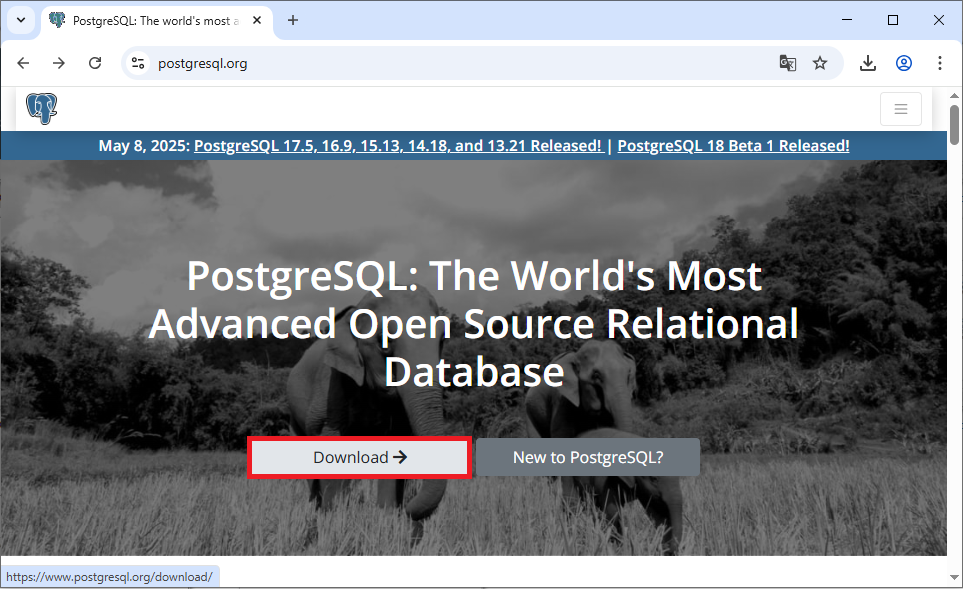 PostgreSQL: The world's most a
postgresql.org
May 8, 2025: PostgreSQL 17.5, 16.9, 15.13, 14.18, and 13.21 Released! | PostgreSQL 18 Beta 1 Released!
PostgreSQL: The World's Most
Advanced Open Source Relational
Database
Download → New to PostgreSQL?
https://www.postgresql.org/download/